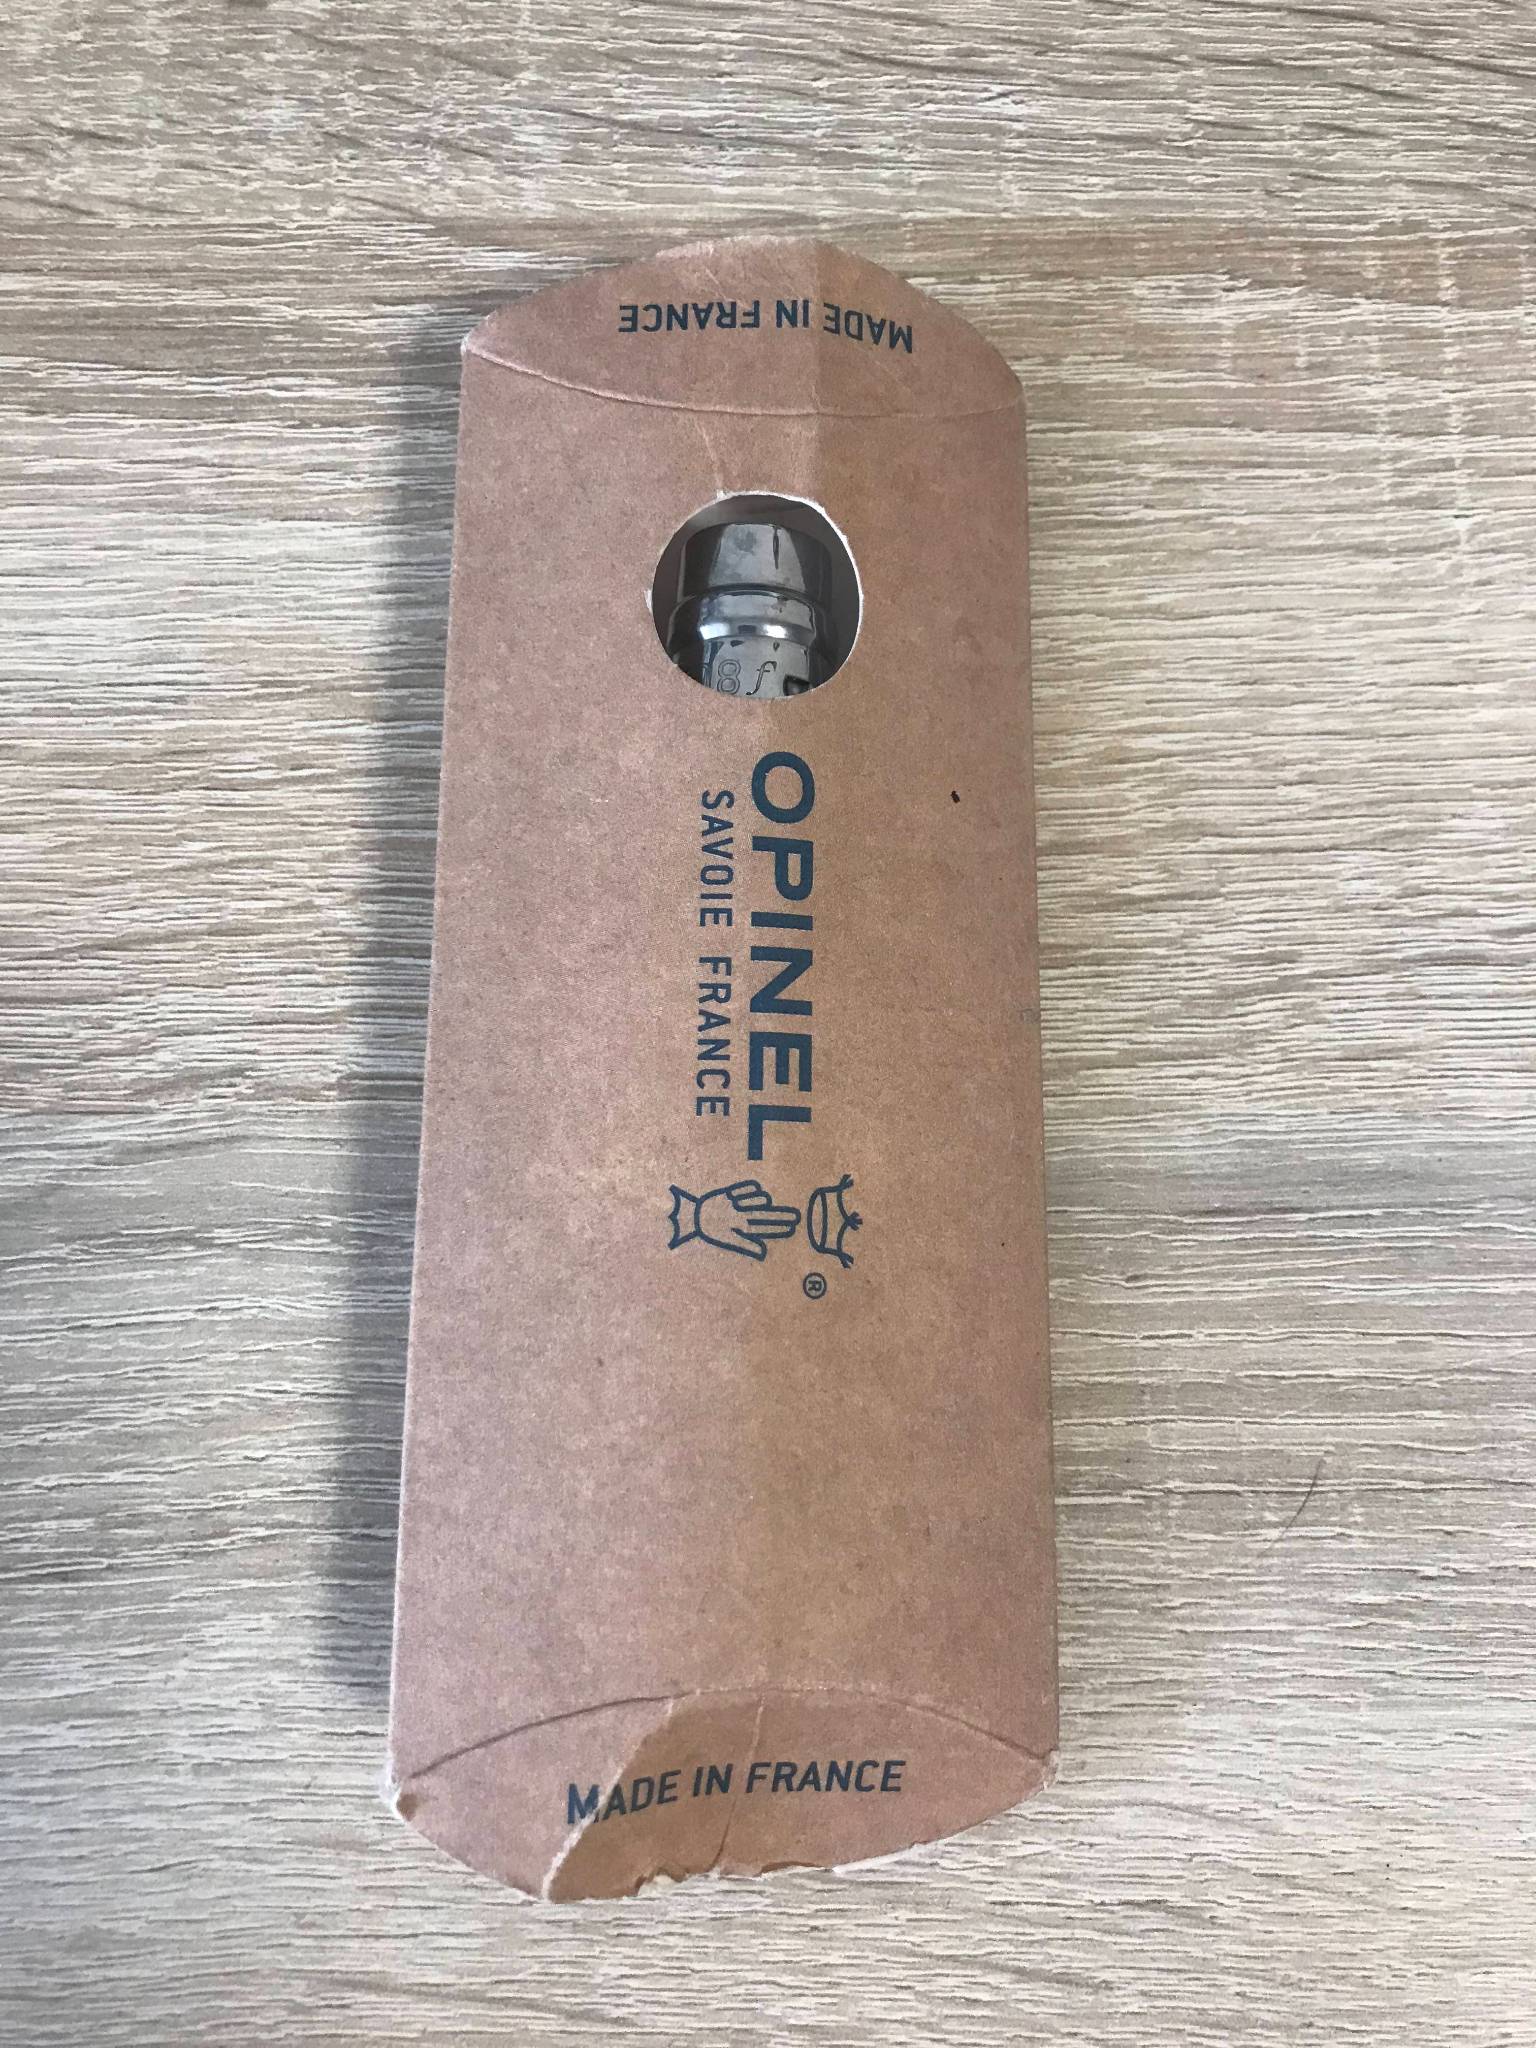 MADE IN FRANCE
8 f
OPINEL
SAVOIE FRANCE
®
MADE IN FRANCE